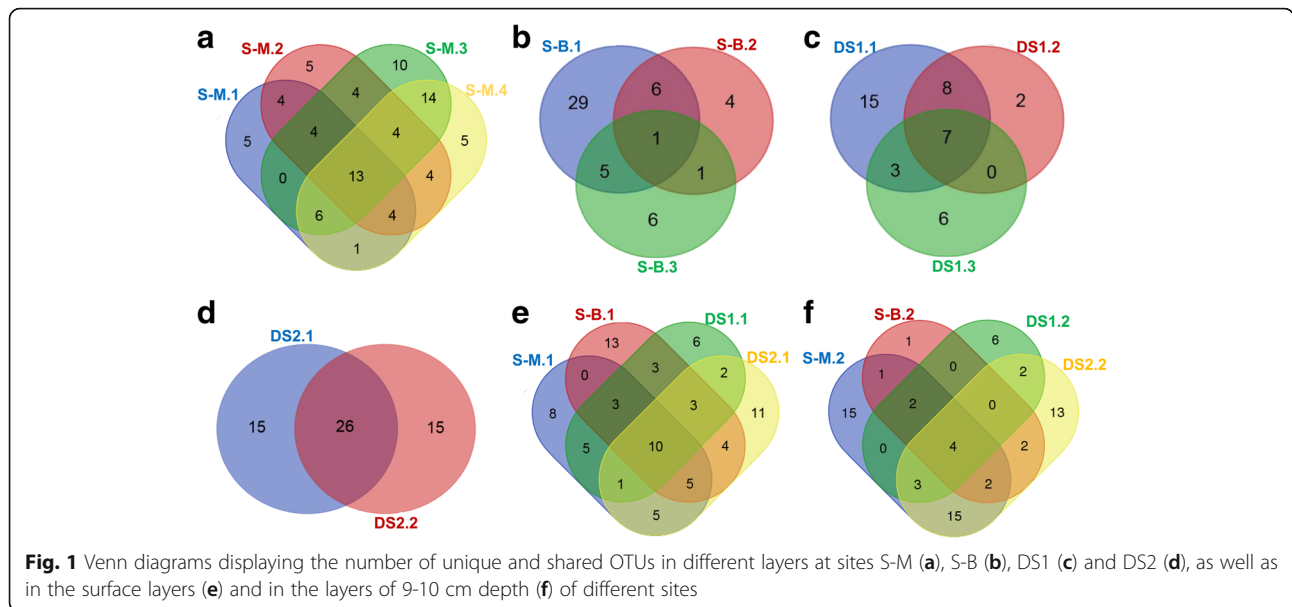 a
S-M.2
S-M.3
S-M.1
S-M.4
5
10
4
4
14
5
4
4
5
0
13
4
6
4
1
b
S-B.1
S-B.2
29
6
4
1
5
1
6
S-B.3
c
DS1.1
DS1.2
15
8
2
7
3
0
6
DS1.3
d
DS2.1
15
26
15
DS2.2
e
S-B.1
DS1.1
S-M.1
DS2.1
13
6
0
3
2
8
3
3
11
5
10
4
1
5
5
f
S-B.2
DS1.2
S-M.2
DS2.2
1
6
1
0
2
15
2
0
13
0
4
2
3
2
15
Fig. 1 Venn diagrams displaying the number of unique and shared OTUs in different layers at sites S-M (a), S-B (b), DS1 (c) and DS2 (d), as well as
in the surface layers (e) and in the layers of 9-10 cm depth (f) of different sites